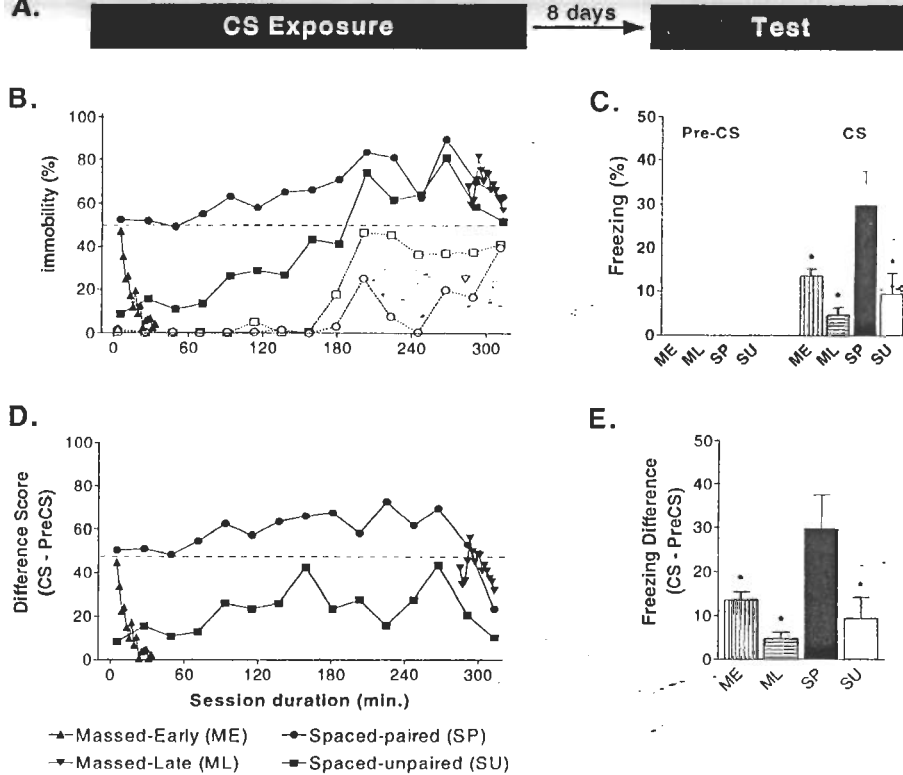 A.
CS Exposure
8 days
Test
B.
immobility (%)
100
80
60
40
20
0
0 60 120 180 240 300
C.
Freezing (%)
50
40
30
20
10
0
Pre-CS
CS
ME ML SP SU ME ML SP SU
D.
Difference Score
(CS - PreCS)
100
80
60
40
20
0
0 60 120 180 240 300
Session duration (min.)
E.
Freezing Difference
(CS - PreCS)
50
40
30
20
10
0
ME ML SP SU
Massed-Early (ME)
Spaced-paired (SP)
Massed-Late (ML)
Spaced-unpaired (SU)